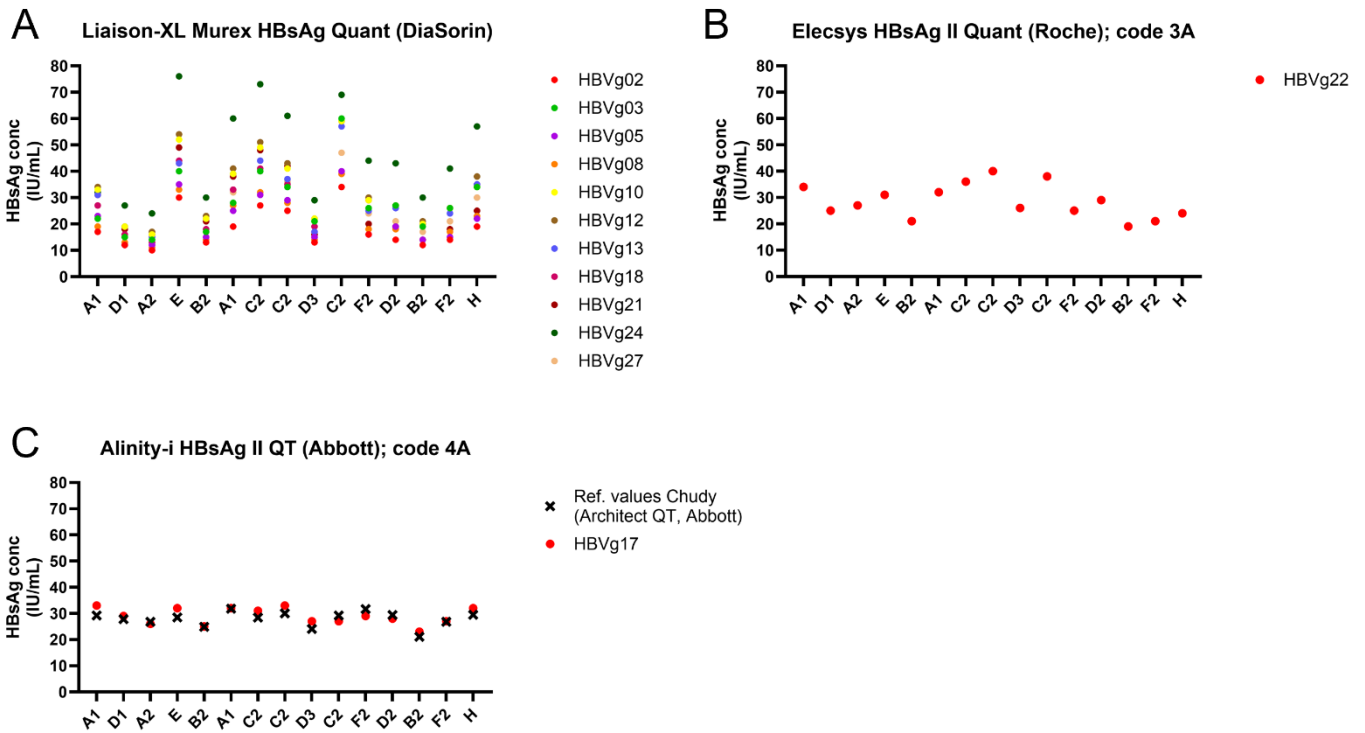 A
Liaison-XL Murex HBsAg Quant (DiaSorin)
HBsAg conc
(IU/mL)
80
70
60
50
40
30
20
10
0
A1 D1 A2 E B2 A1 C2 C2 D3 C2 F2 D2 B2 F2 H
HBVg02
HBVg03
HBVg05
HBVg08
HBVg10
HBVg12
HBVg13
HBVg18
HBVg21
HBVg24
HBVg27
B
Elecsys HBsAg II Quant (Roche); code 3A
HBsAg conc
(IU/mL)
80
70
60
50
40
30
20
10
0
A1 D1 A2 E B2 A1 C2 C2 D3 C2 F2 D2 B2 F2 H
HBVg22
C
Alinity-i HBsAg II QT (Abbott); code 4A
HBsAg conc
(IU/mL)
80
70
60
50
40
30
20
10
0
A1 D1 A2 E B2 A1 C2 C2 D3 C2 F2 D2 B2 F2 H
Ref. values Chudy
(Architect QT, Abbott)
HBVg17